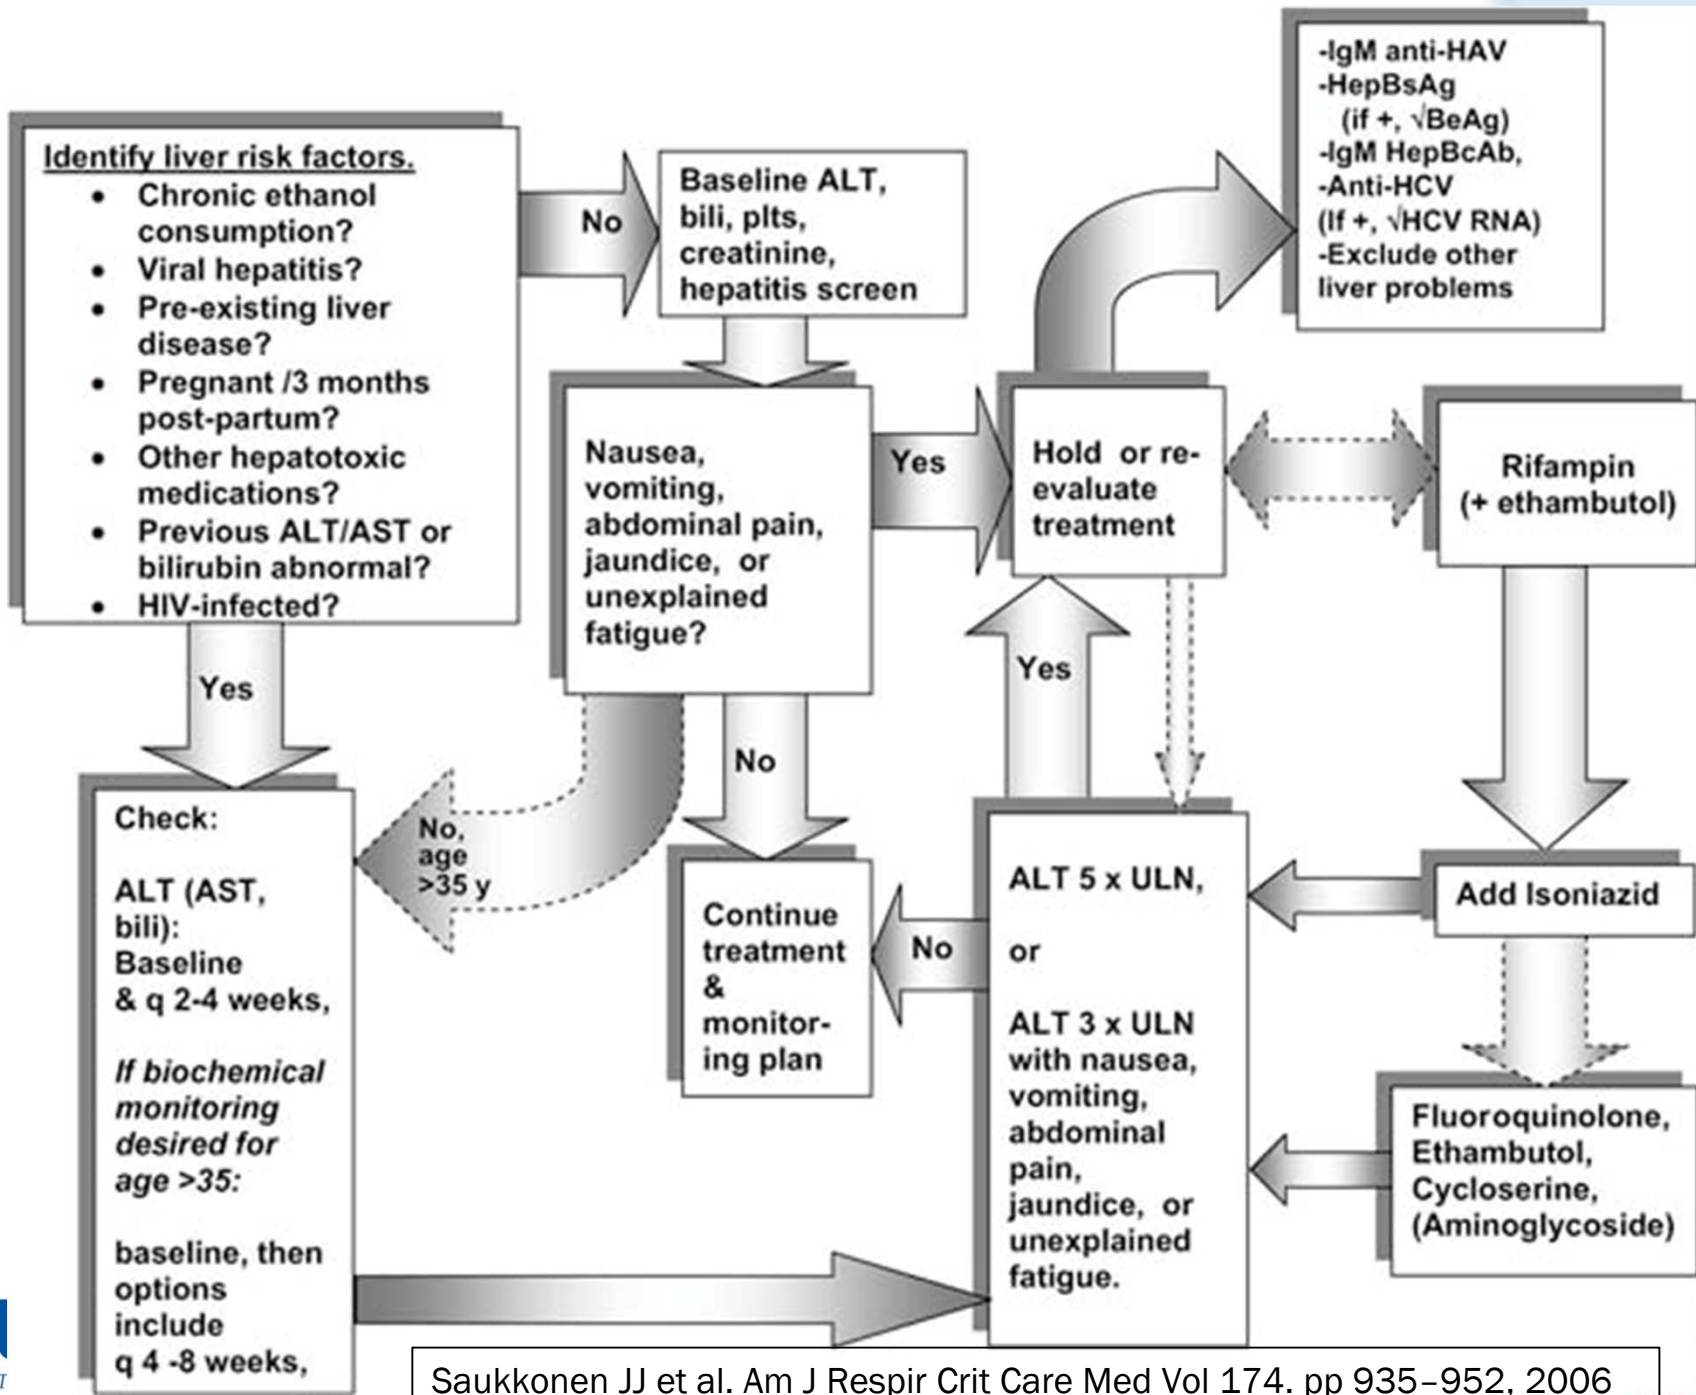 Identify liver risk factors.
• Chronic ethanol
consumption?
• Viral hepatitis?
• Pre-existing liver
disease?
• Pregnant /3 months
post-partum?
• Other hepatotoxic
medications?
• Previous ALT/AST or
bilirubin abnormal?
• HIV-infected?
No
Baseline ALT,
bili, plts,
creatinine,
hepatitis screen
-IgM anti-HAV
-HepBsAg
(if +, √BeAg)
-IgM HepBcAb,
-Anti-HCV
(If +, √HCV RNA)
-Exclude other
liver problems
Nausea,
vomiting,
abdominal pain,
jaundice, or
unexplained
fatigue?
Yes
Hold or re-
evaluate
treatment
Rifampin
(+ ethambutol)
Yes
Yes
No
No,
age
>35 y
Check:
ALT (AST,
bili):
Baseline
& q 2-4 weeks,
If biochemical
monitoring
desired for
age >35:
baseline, then
options
include
q 4 -8 weeks,
Continue
treatment
&
monitor-
ing plan
No
ALT 5 x ULN,
or
ALT 3 x ULN
with nausea,
vomiting,
abdominal
pain,
jaundice, or
unexplained
fatigue.
Add Isoniazid
Fluoroquinolone,
Ethambutol,
Cycloserine,
(Aminoglycoside)
Saukkonen JJ et al. Am J Respir Crit Care Med Vol 174. pp 935–952, 2006